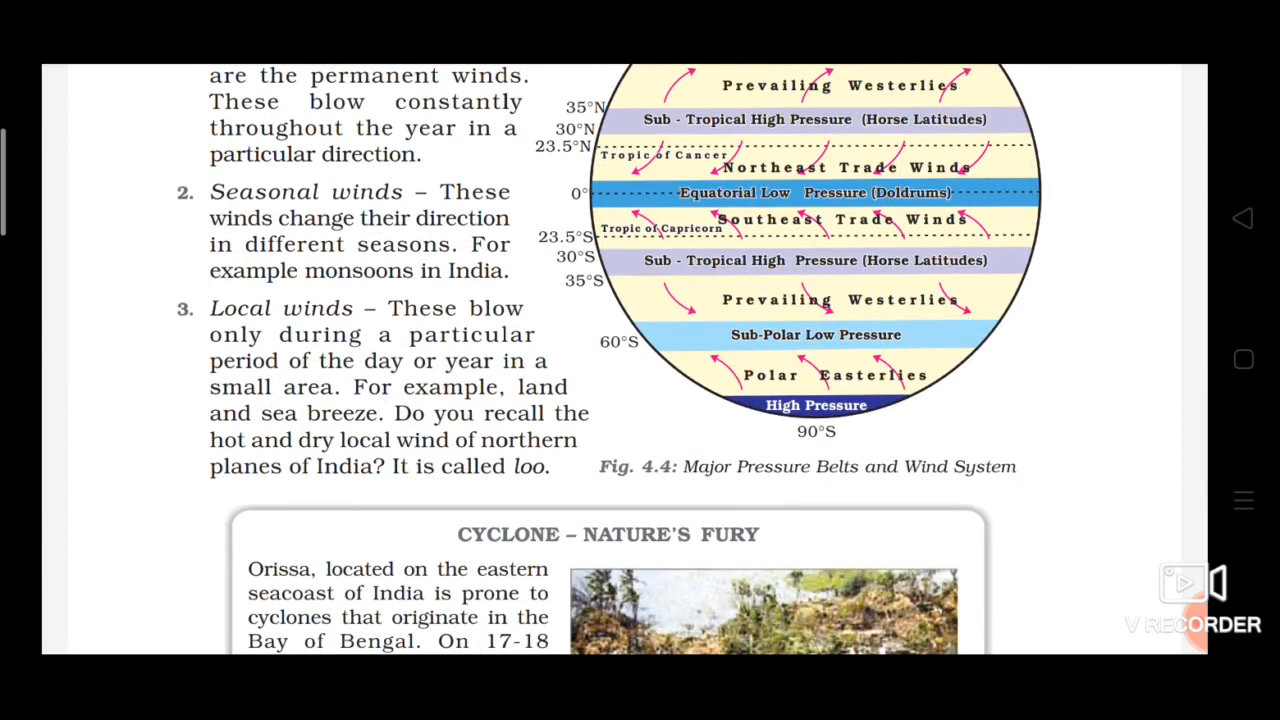 are the permanent winds.
These blow constantly
throughout the year in a
particular direction.
2. Seasonal winds – These
winds change their direction
in different seasons. For
example monsoons in India.
3. Local winds – These blow
only during a particular
period of the day or year in a
small area. For example, land
and sea breeze. Do you recall the
hot and dry local wind of northern
planes of India? It is called loo.
Prevailing Westerlies
35°N
Sub - Tropical High Pressure (Horse Latitudes)
30°N
23.5°N
Tropic of Cancer
Northeast Trade Winds
0°
Equatorial Low Pressure (Doldrums)
Southeast Trade Winds
Tropic of Capricorn
23.5°S
30°S
Sub - Tropical High Pressure (Horse Latitudes)
35°S
Prevailing Westerlies
Sub-Polar Low Pressure
60°S
Polar Easterlies
High Pressure
90°S
Fig. 4.4: Major Pressure Belts and Wind System
CYCLONE – NATURE'S FURY
Orissa, located on the eastern
seacoast of India is prone to
cyclones that originate in the
Bay of Bengal. On 17-18
V RECORDER